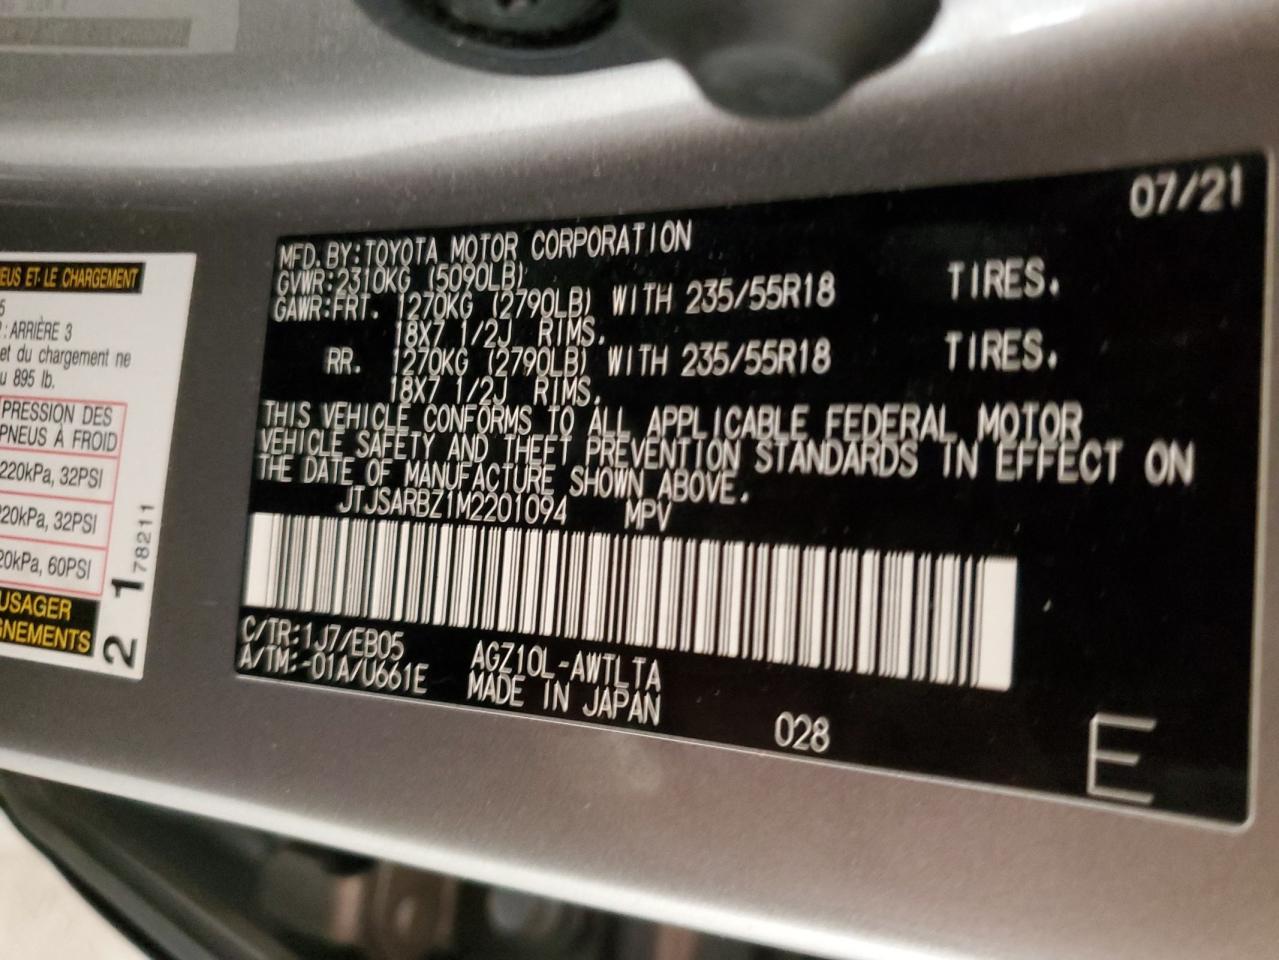 07/21
MFD.BY:TOYOTA MOTOR CORPORATION
GVWR:2310KG (5090LB)
GAWR:FRT. 1270KG (2790LB) WITH 235/55R18 TIRES.
18X7 1/2J RIMS.
RR. 1270KG (2790LB) WITH 235/55R18 TIRES.
18X7 1/2J RIMS.
THIS VEHICLE CONFORMS TO ALL APPLICABLE FEDERAL MOTOR
VEHICLE SAFETY AND THEFT PREVENTION STANDARDS IN EFFECT ON
THE DATE OF MANUFACTURE SHOWN ABOVE.
JTJSARBZ1M2201094 MPV
C/TR:1J7/EB05 AGZ10L-AWTLTA
A/TM:-01A/U661E MADE IN JAPAN
028
E
EUS ET LE CHARGEMENT
5
: ARRIÈRE 3
et du chargement ne
u 895 lb.
PRESSION DES
PNEUS À FROID
220kPa, 32PSI
20kPa, 32PSI
20kPa, 60PSI
USAGER
GNEMENTS
2 1 78211